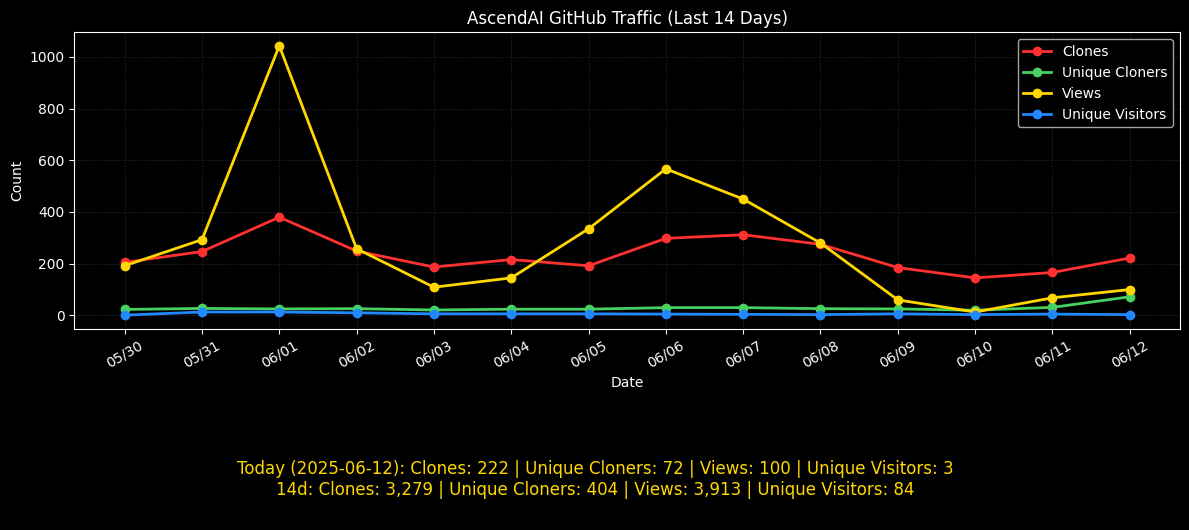 AscendAI GitHub Traffic (Last 14 Days)
Clones
Unique Cloners
Views
Unique Visitors
Count
1000
800
600
400
200
0
05/30
05/31
06/01
06/02
06/03
06/04
06/05
06/06
06/07
06/08
06/09
06/10
06/11
06/12
Date
Today (2025-06-12): Clones: 222 | Unique Cloners: 72 | Views: 100 | Unique Visitors: 3
14d: Clones: 3,279 | Unique Cloners: 404 | Views: 3,913 | Unique Visitors: 84